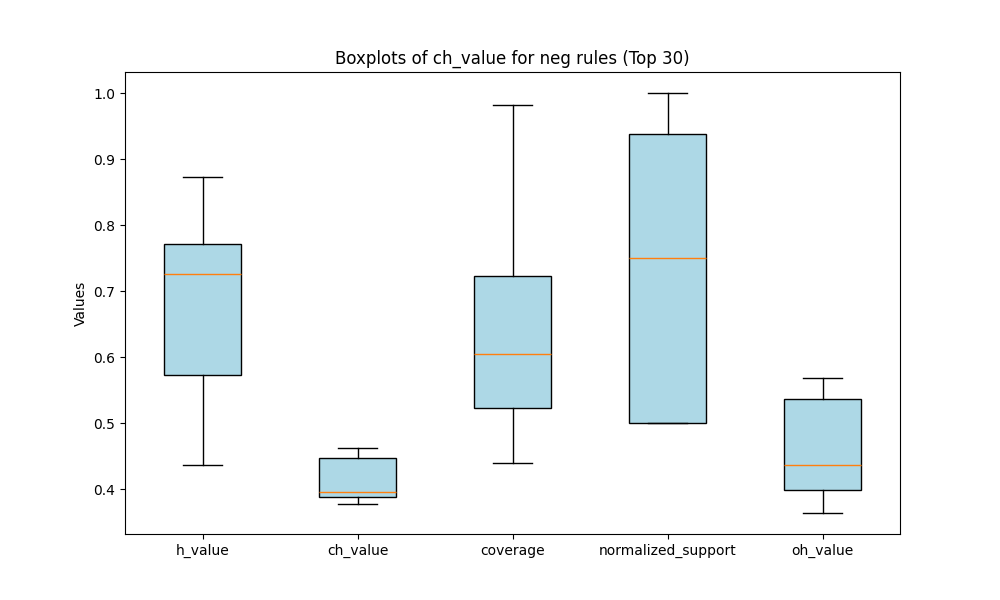 Boxplots of ch_value for neg rules (Top 30)
1.0
0.9
0.8
0.7
0.6
0.5
0.4
Values
h_value
ch_value
coverage
normalized_support
oh_value